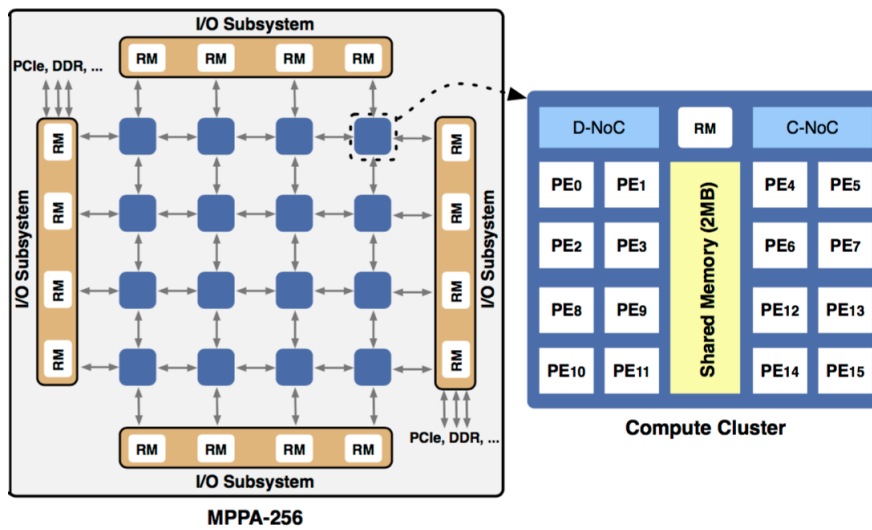 I/O Subsystem
RM RM RM RM
PCIe, DDR, ...
I/O Subsystem
RM
RM
RM
RM
RM
RM
RM
RM
I/O Subsystem
PCIe, DDR, ...
RM RM RM RM
I/O Subsystem
MPPA-256
D-NoC RM C-NoC
PE0 PE1 PE4 PE5
PE2 PE3 PE6 PE7
PE8 PE9 PE12 PE13
PE10 PE11 PE14 PE15
Shared Memory (2MB)
Compute Cluster